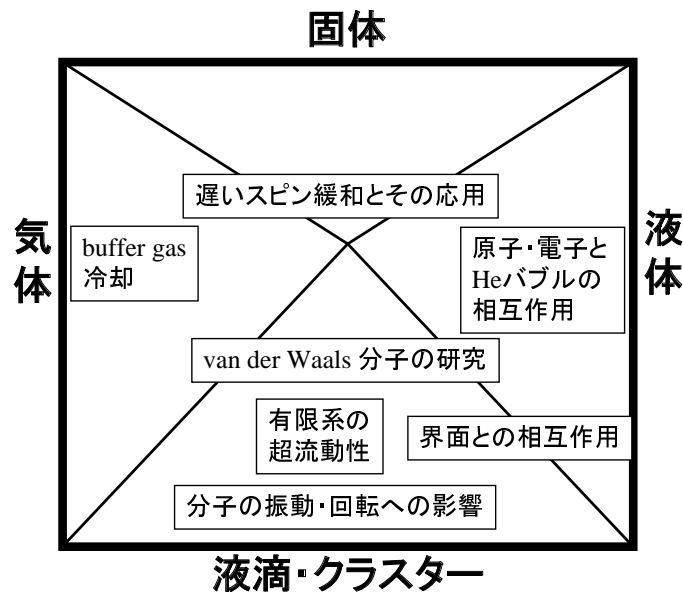 固体
遅いスピン緩和とその応用
気
体
buffer gas
冷却
原子・電子と
Heバブルの
相互作用
液
体
van der Waals 分子の研究
有限系の
超流動性
界面との相互作用
分子の振動・回転への影響
液滴・クラスター